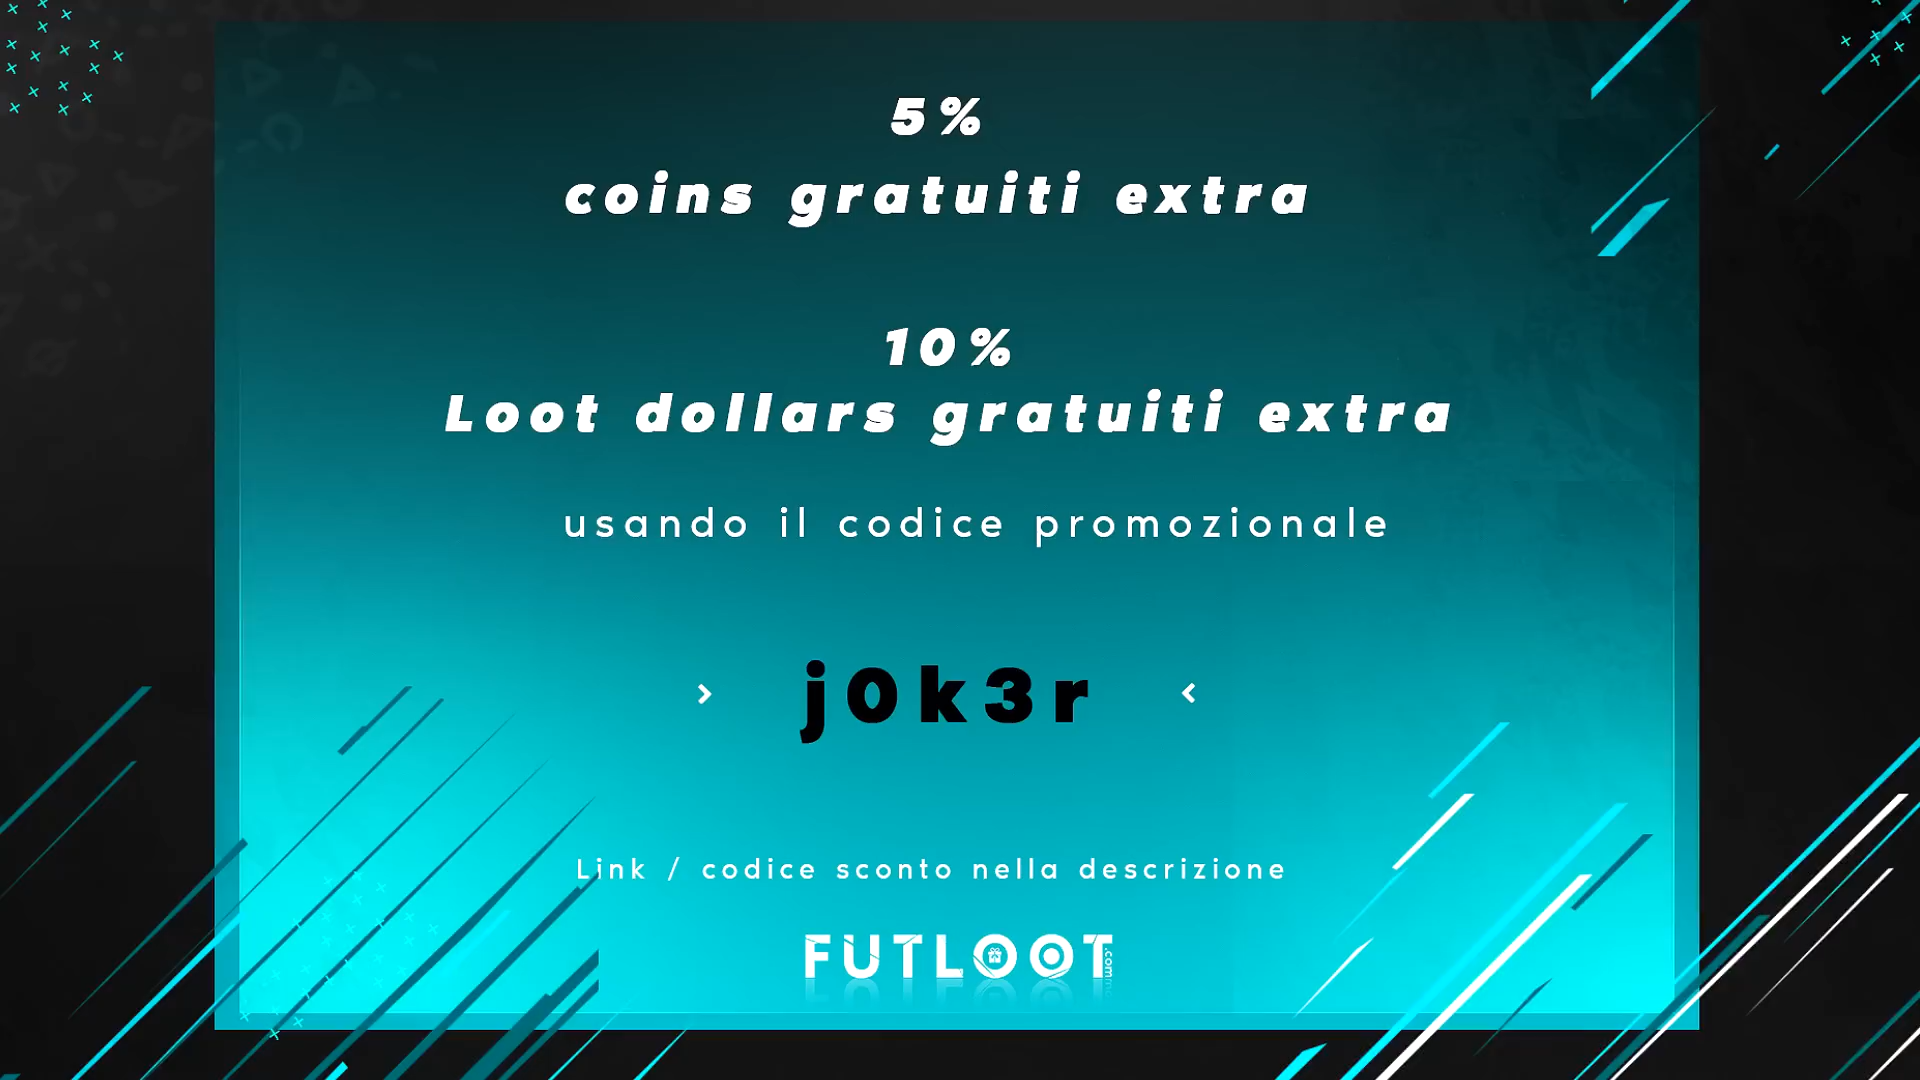 5%
coins gratuiti extra
10%
Loot dollars gratuiti extra
usando il codice promozionale
j0k3r
Link / codice sconto nella descrizione
FUTLOOT.com